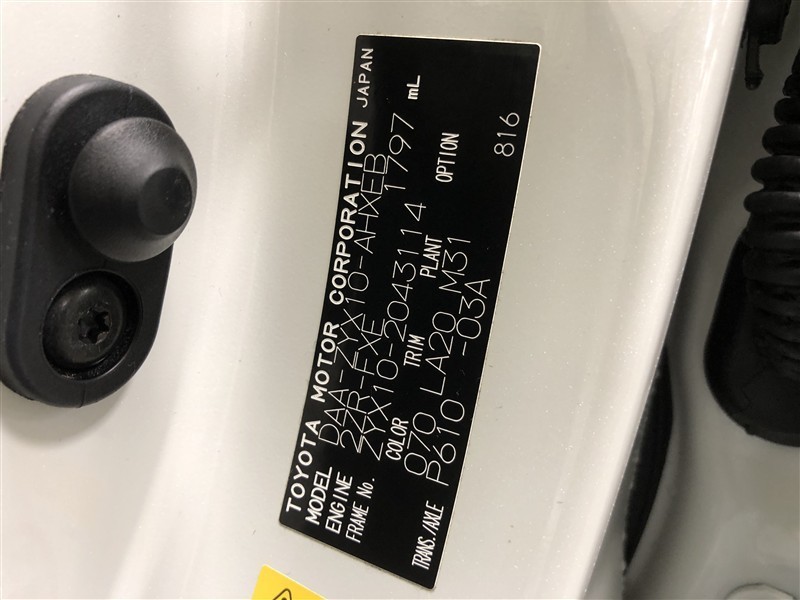 TOYOTA MOTOR CORPORATION JAPAN
MODEL DAA-ZYX10-AHXEB
ENGINE 2ZR-FXE 1797 mL
FRAME No. ZYX10-2043114
COLOR TRIM PLANT OPTION
070 LA20 M31 816
TRANS./AXLE P610 -03A